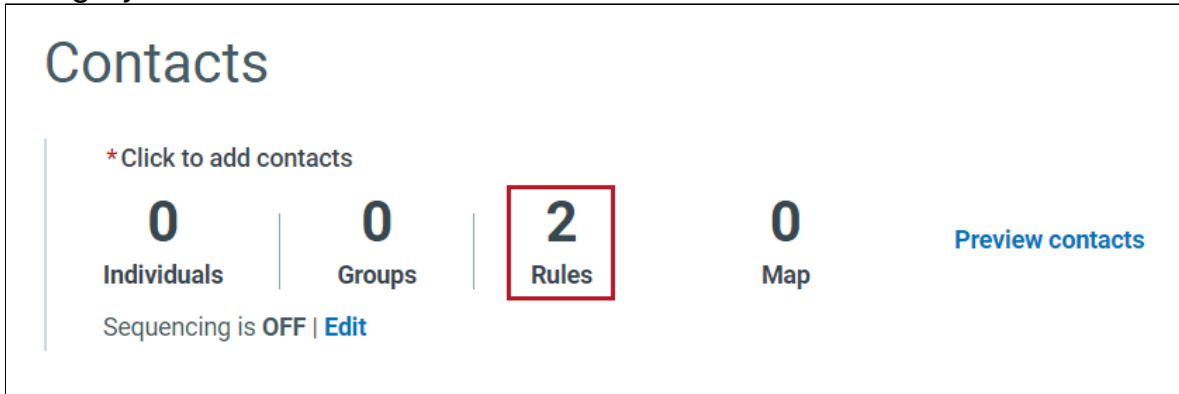 Contacts
*Click to add contacts
0 0 2 0
Individuals Groups Rules Map
Preview contacts
Sequencing is OFF | Edit